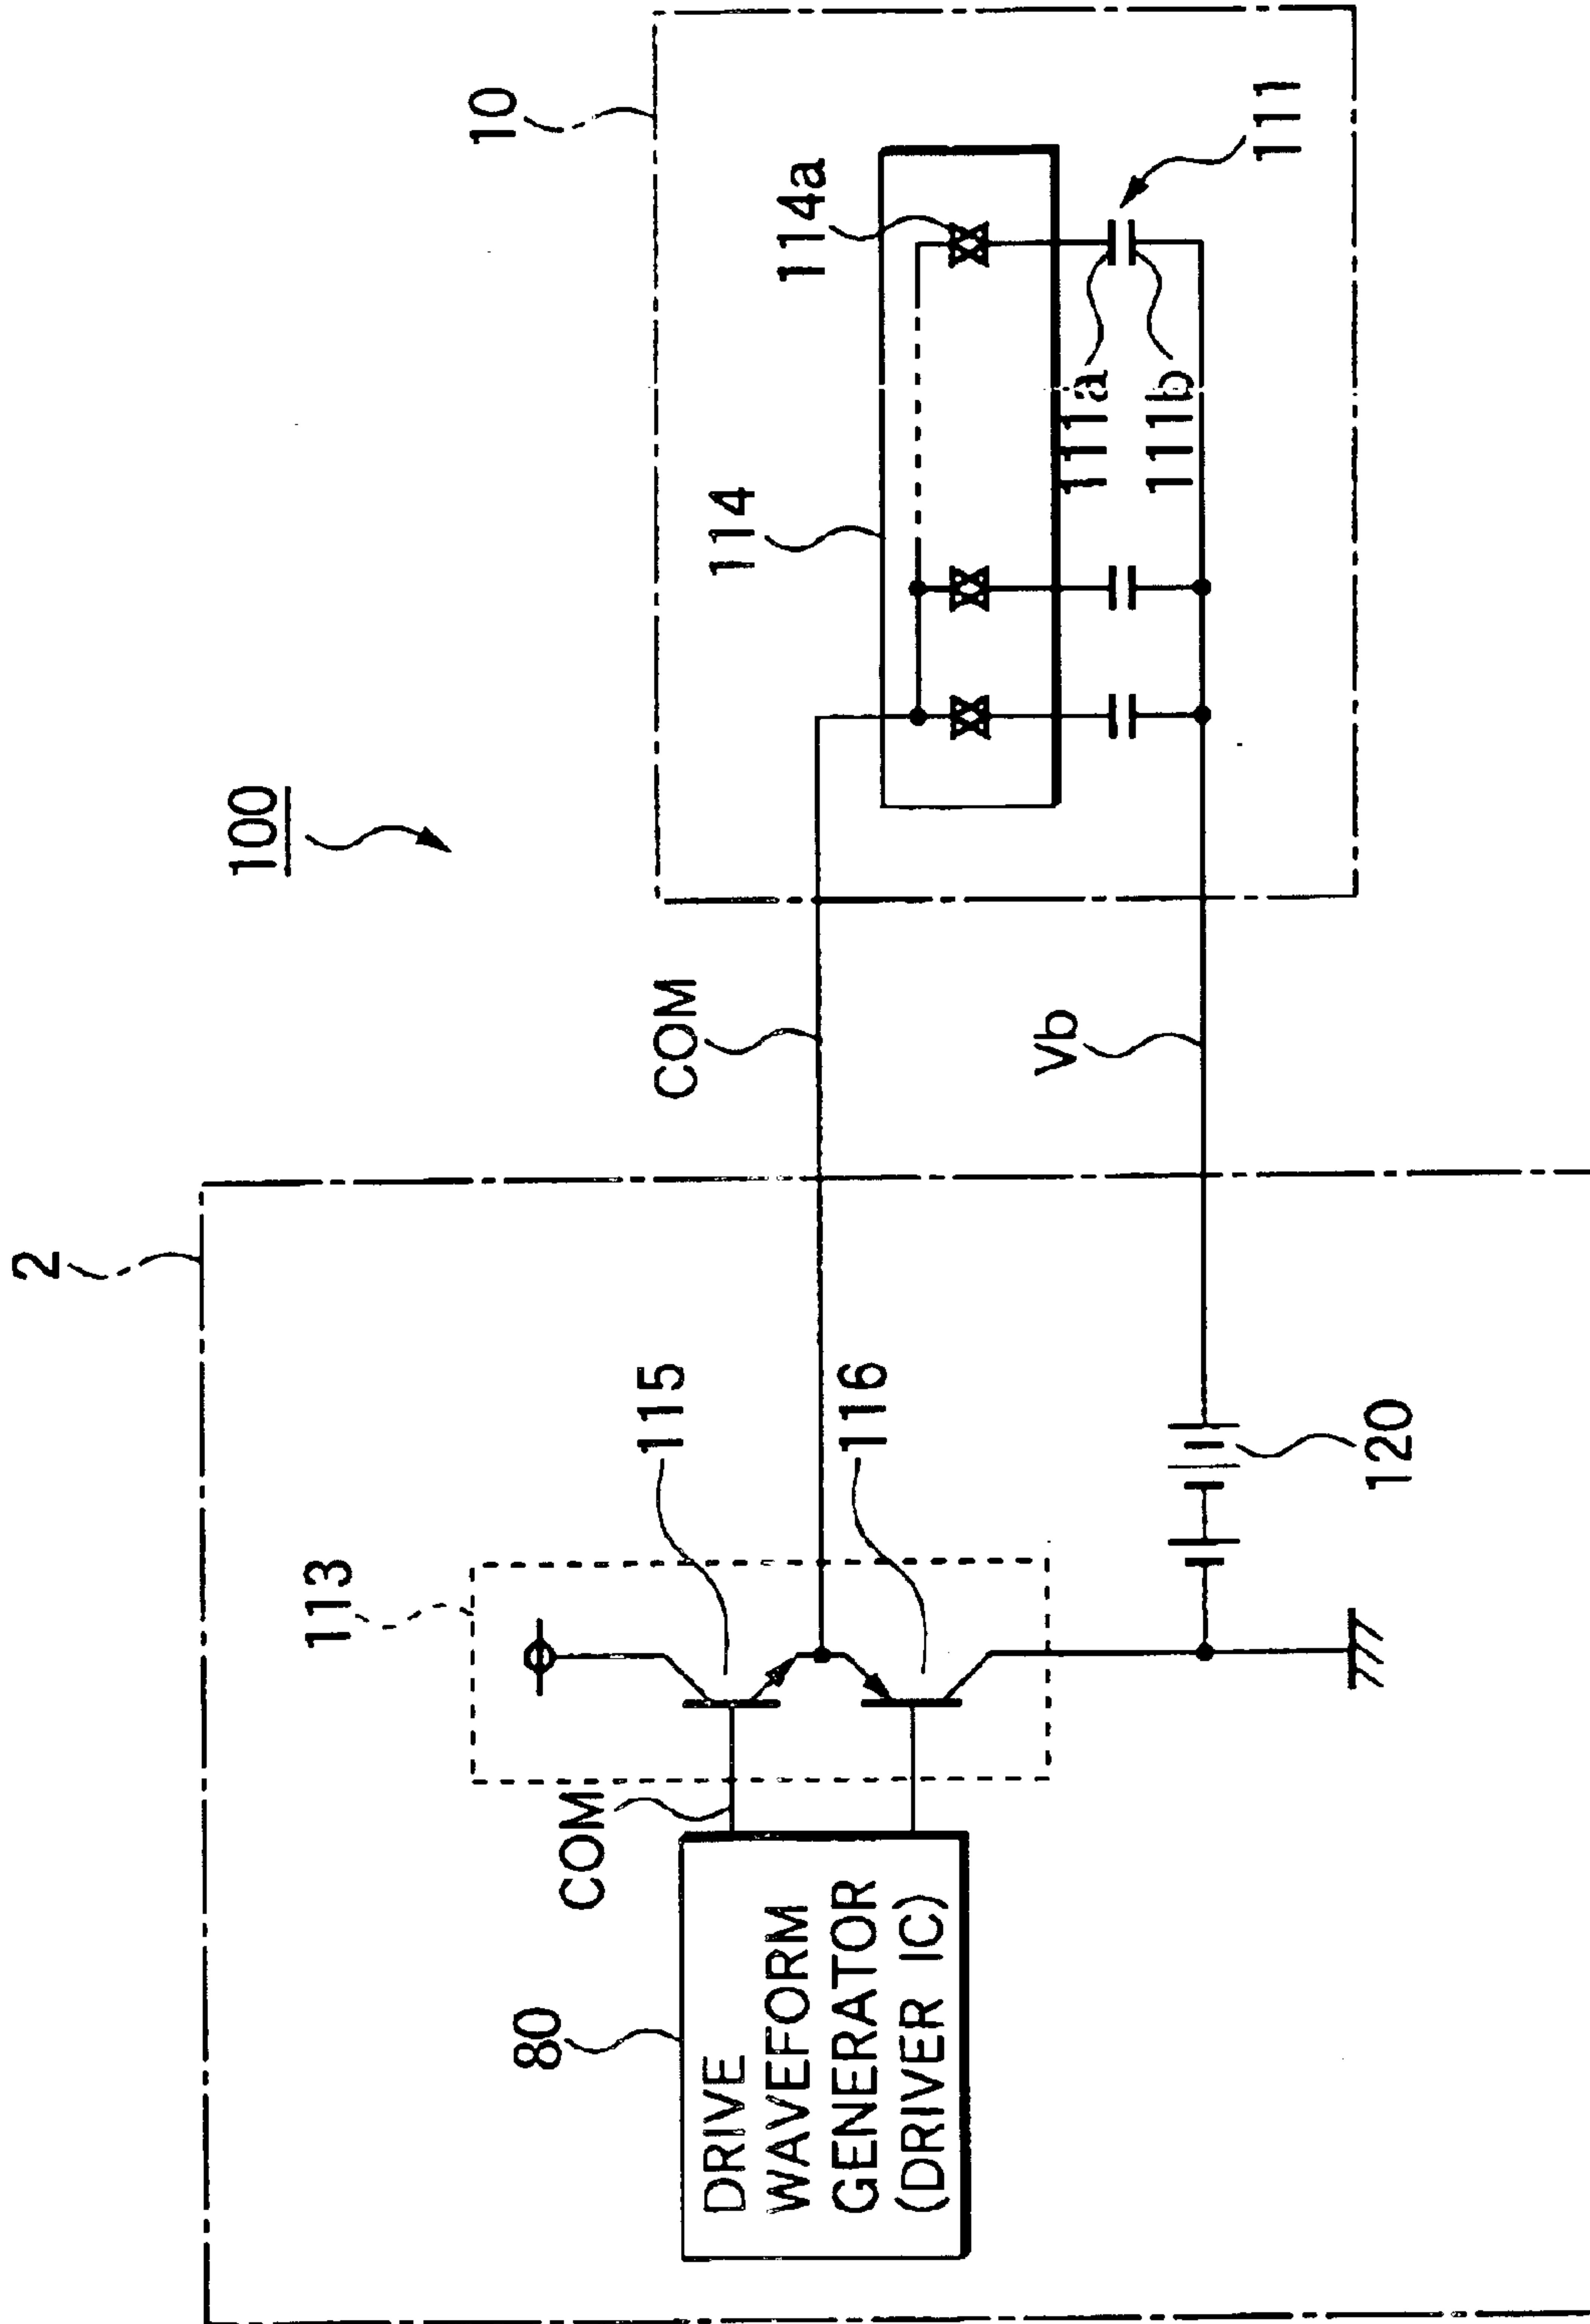 100
2
10
113
COM
115
COM
114
114a
80
DRIVE
WAVEFORM
GENERATOR
(DRIVER IC)
116
Vb
111a
111b
111
120